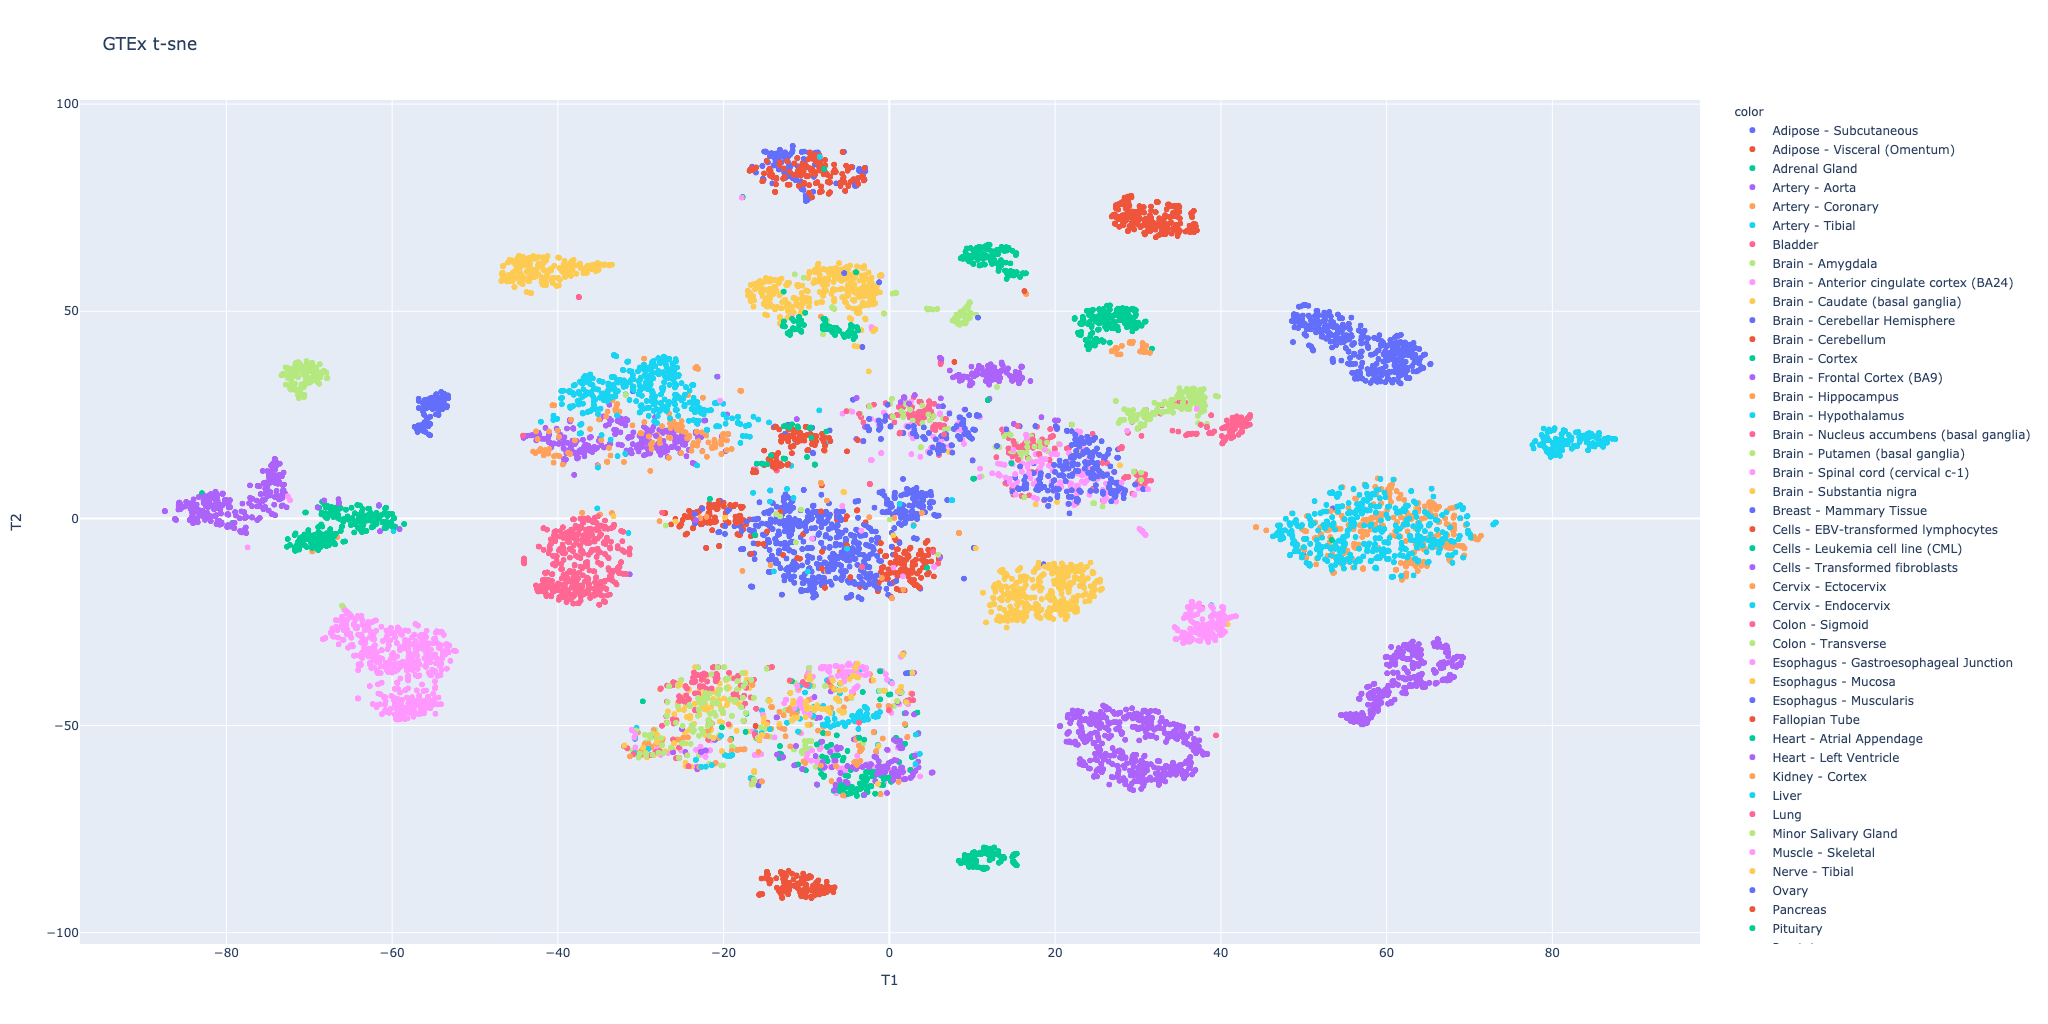 GTEx t-sne
100
50
0
−50
−100
T2
−80
−60
−40
−20
0
20
40
60
80
T1
color
Adipose - Subcutaneous
Adipose - Visceral (Omentum)
Adrenal Gland
Artery - Aorta
Artery - Coronary
Artery - Tibial
Bladder
Brain - Amygdala
Brain - Anterior cingulate cortex (BA24)
Brain - Caudate (basal ganglia)
Brain - Cerebellar Hemisphere
Brain - Cerebellum
Brain - Cortex
Brain - Frontal Cortex (BA9)
Brain - Hippocampus
Brain - Hypothalamus
Brain - Nucleus accumbens (basal ganglia)
Brain - Putamen (basal ganglia)
Brain - Spinal cord (cervical c-1)
Brain - Substantia nigra
Breast - Mammary Tissue
Cells - EBV-transformed lymphocytes
Cells - Leukemia cell line (CML)
Cells - Transformed fibroblasts
Cervix - Ectocervix
Cervix - Endocervix
Colon - Sigmoid
Colon - Transverse
Esophagus - Gastroesophageal Junction
Esophagus - Mucosa
Esophagus - Muscularis
Fallopian Tube
Heart - Atrial Appendage
Heart - Left Ventricle
Kidney - Cortex
Liver
Lung
Minor Salivary Gland
Muscle - Skeletal
Nerve - Tibial
Ovary
Pancreas
Pituitary